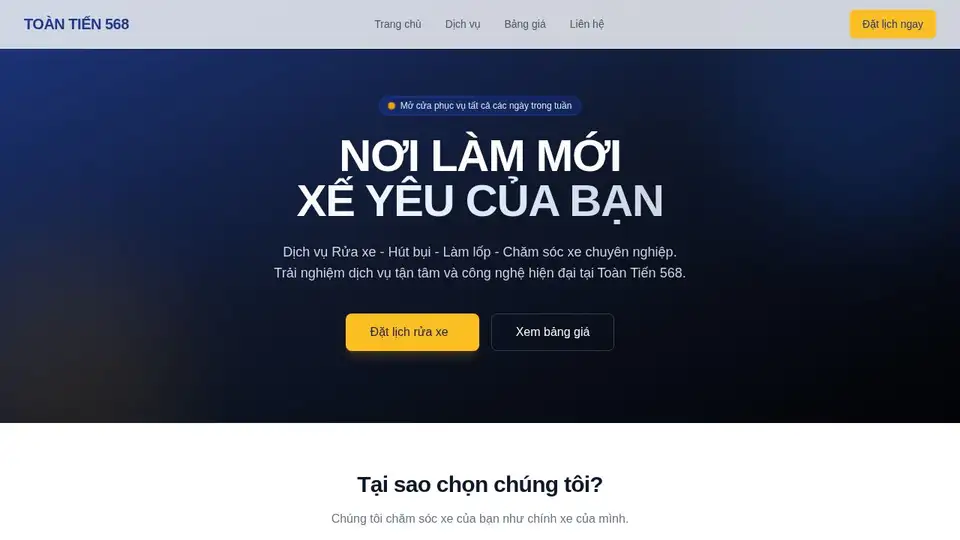 TOÀN TIẾN 568
Trang chủ
Dịch vụ
Bảng giá
Liên hệ
Đặt lịch ngay
Mở cửa phục vụ tất cả các ngày trong tuần
NƠI LÀM MỚI
XẾ YÊU CỦA BẠN
Dịch vụ Rửa xe - Hút bụi - Làm lốp - Chăm sóc xe chuyên nghiệp.
Trải nghiệm dịch vụ tận tâm và công nghệ hiện đại tại Toàn Tiến 568.
Đặt lịch rửa xe
Xem bảng giá
Tại sao chọn chúng tôi?
Chúng tôi chăm sóc xe của bạn như chính xe của mình.